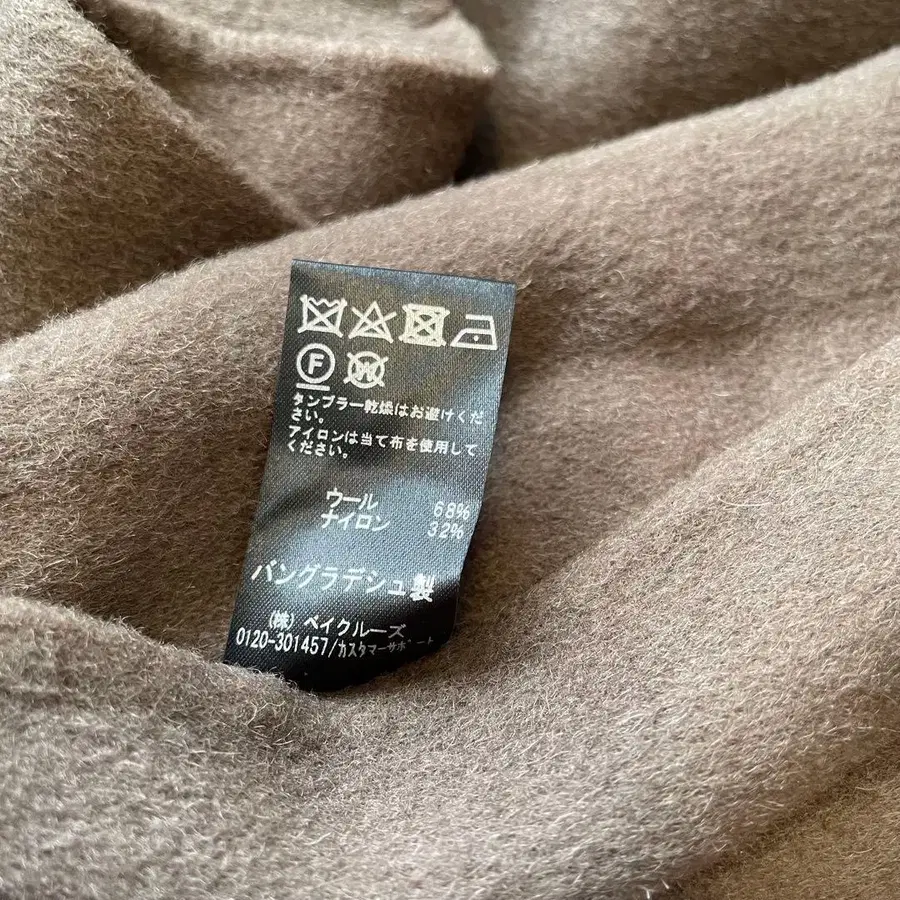 F W
タンブラー乾燥はお避けくだ
さい。
アイロンは当て布を使用して
ください。
ウール 68%
ナイロン 32%
バングラデシュ製
(株) ベイクルーズ
0120-301457/カスタマーサポート